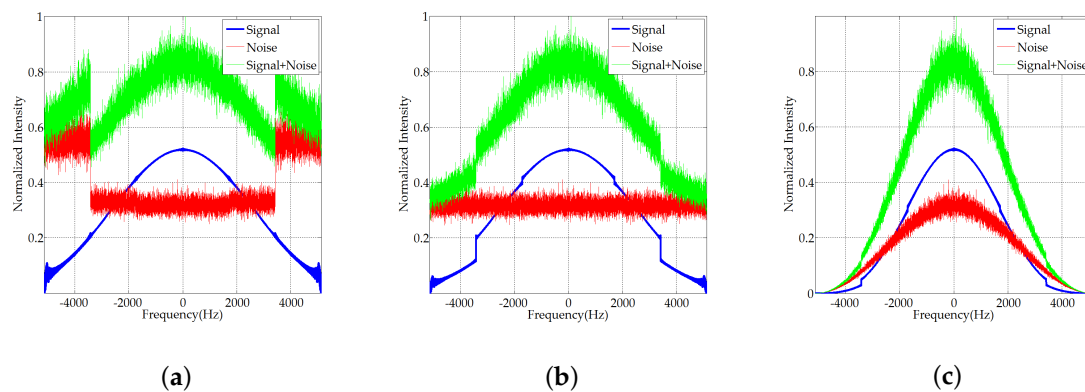 1
0.8
0.6
0.4
0.2
Normalized Intensity
-4000 -2000 0 2000 4000
Frequency(Hz)
Signal
Noise
Signal+Noise
(a)
1
0.8
0.6
0.4
0.2
Normalized Intensity
-4000 -2000 0 2000 4000
Frequency(Hz)
Signal
Noise
Signal+Noise
(b)
1
0.8
0.6
0.4
0.2
0
Normalized Intensity
-4000 -2000 0 2000 4000
Frequency(Hz)
Signal
Noise
Signal+Noise
(c)